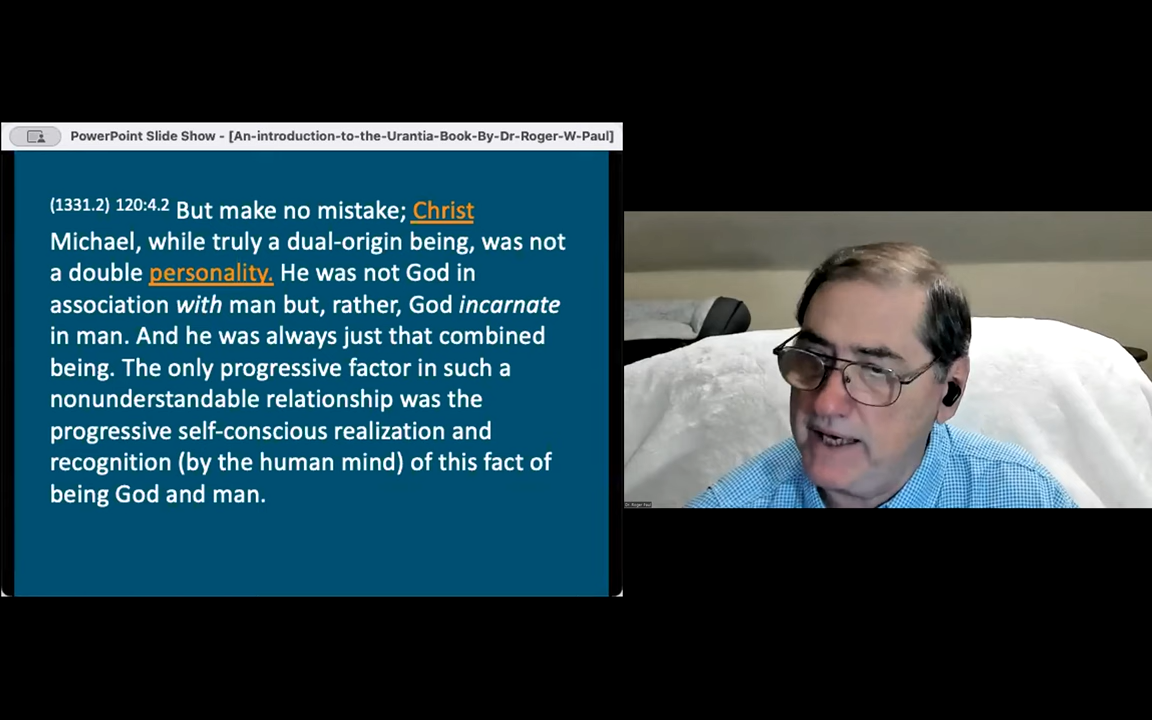 PowerPoint Slide Show - [An-introduction-to-the-Urantia-Book-By-Dr-Roger-W-Paul]
(1331.2) 120:4.2 But make no mistake; Christ
Michael, while truly a dual-origin being, was not
a double personality. He was not God in
association with man but, rather, God incarnate
in man. And he was always just that combined
being. The only progressive factor in such a
nonunderstandable relationship was the
progressive self-conscious realization and
recognition (by the human mind) of this fact of
being God and man.
Dr. Roger Paul